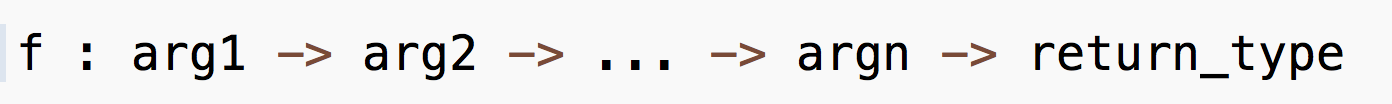 f : arg1 -> arg2 -> ... -> argn -> return_type